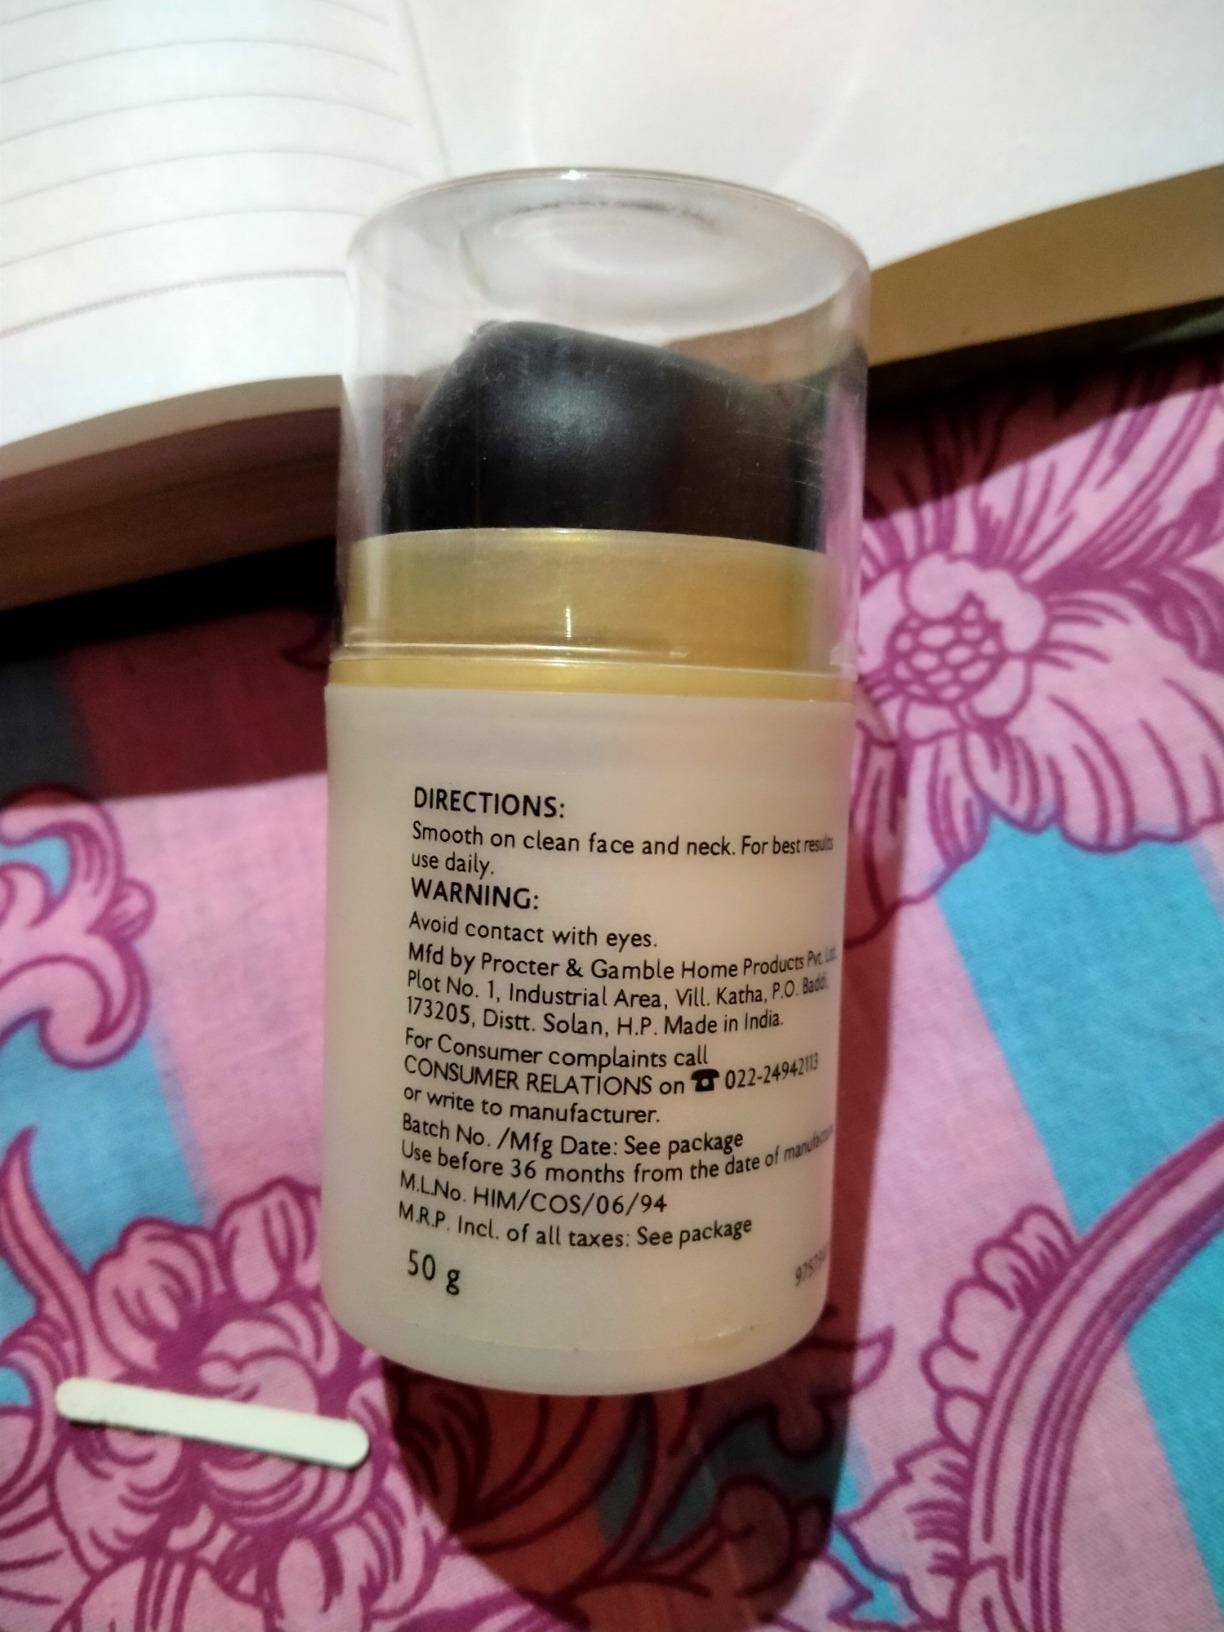 DIRECTIONS:
Smooth on clean face and neck. For best results
use daily.
WARNING:
Avoid contact with eyes.
Mfd by Procter & Gamble Home Products Pvt. Ltd.
Plot No. 1, Industrial Area, Vill. Katha, P.O. Baddi,
173205, Distt. Solan, H.P. Made in India.
For Consumer complaints call
CONSUMER RELATIONS on ☎ 022-24942113
or write to manufacturer.
Batch No. /Mfg Date: See package
Use before 36 months from the date of manufacture
M.L.No. HIM/COS/06/94
M.R.P. Incl. of all taxes: See package
50 g